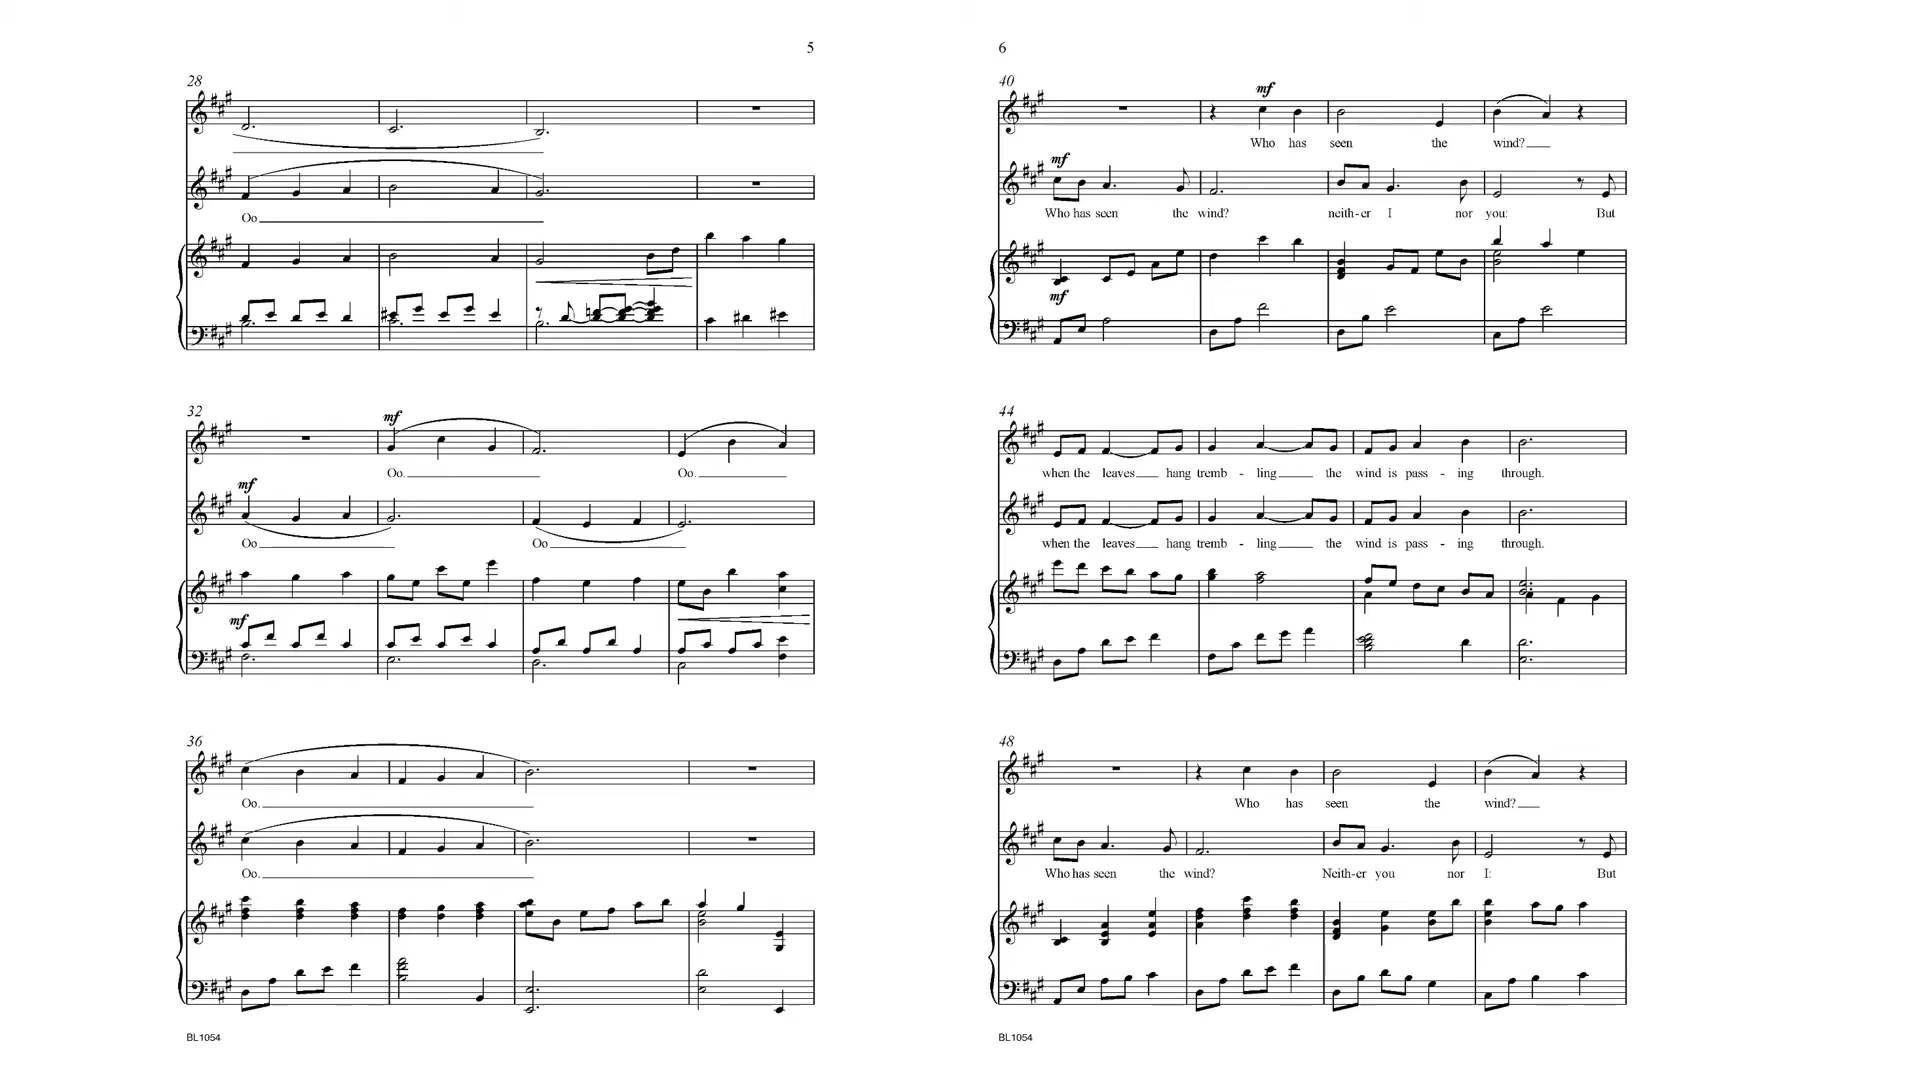 5
28
Oo
32
mf
Oo. Oo.
mf
Oo Oo
mf
36
Oo.
Oo.
BL1054
6
40
mf
Who has seen the wind?
mf
Who has seen the wind? neith-er I nor you: But
mf
44
when the leaves hang tremb - ling the wind is pass - ing through.
when the leaves hang tremb - ling the wind is pass - ing through.
48
Who has seen the wind?
Who has seen the wind? Neith-er you nor I: But
BL1054